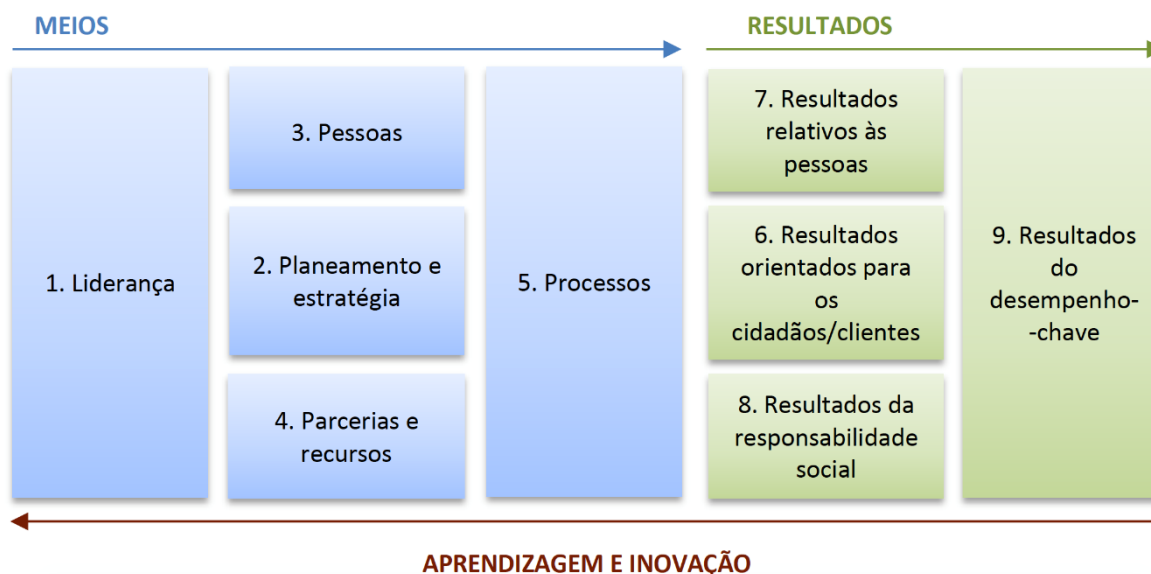 MEIOS
RESULTADOS
1. Liderança
3. Pessoas
2. Planeamento e
estratégia
4. Parcerias e
recursos
5. Processos
7. Resultados
relativos às
pessoas
6. Resultados
orientados para
os
cidadãos/clientes
8. Resultados da
responsabilidade
social
9. Resultados
do
desempenho-
-chave
APRENDIZAGEM E INOVAÇÃO